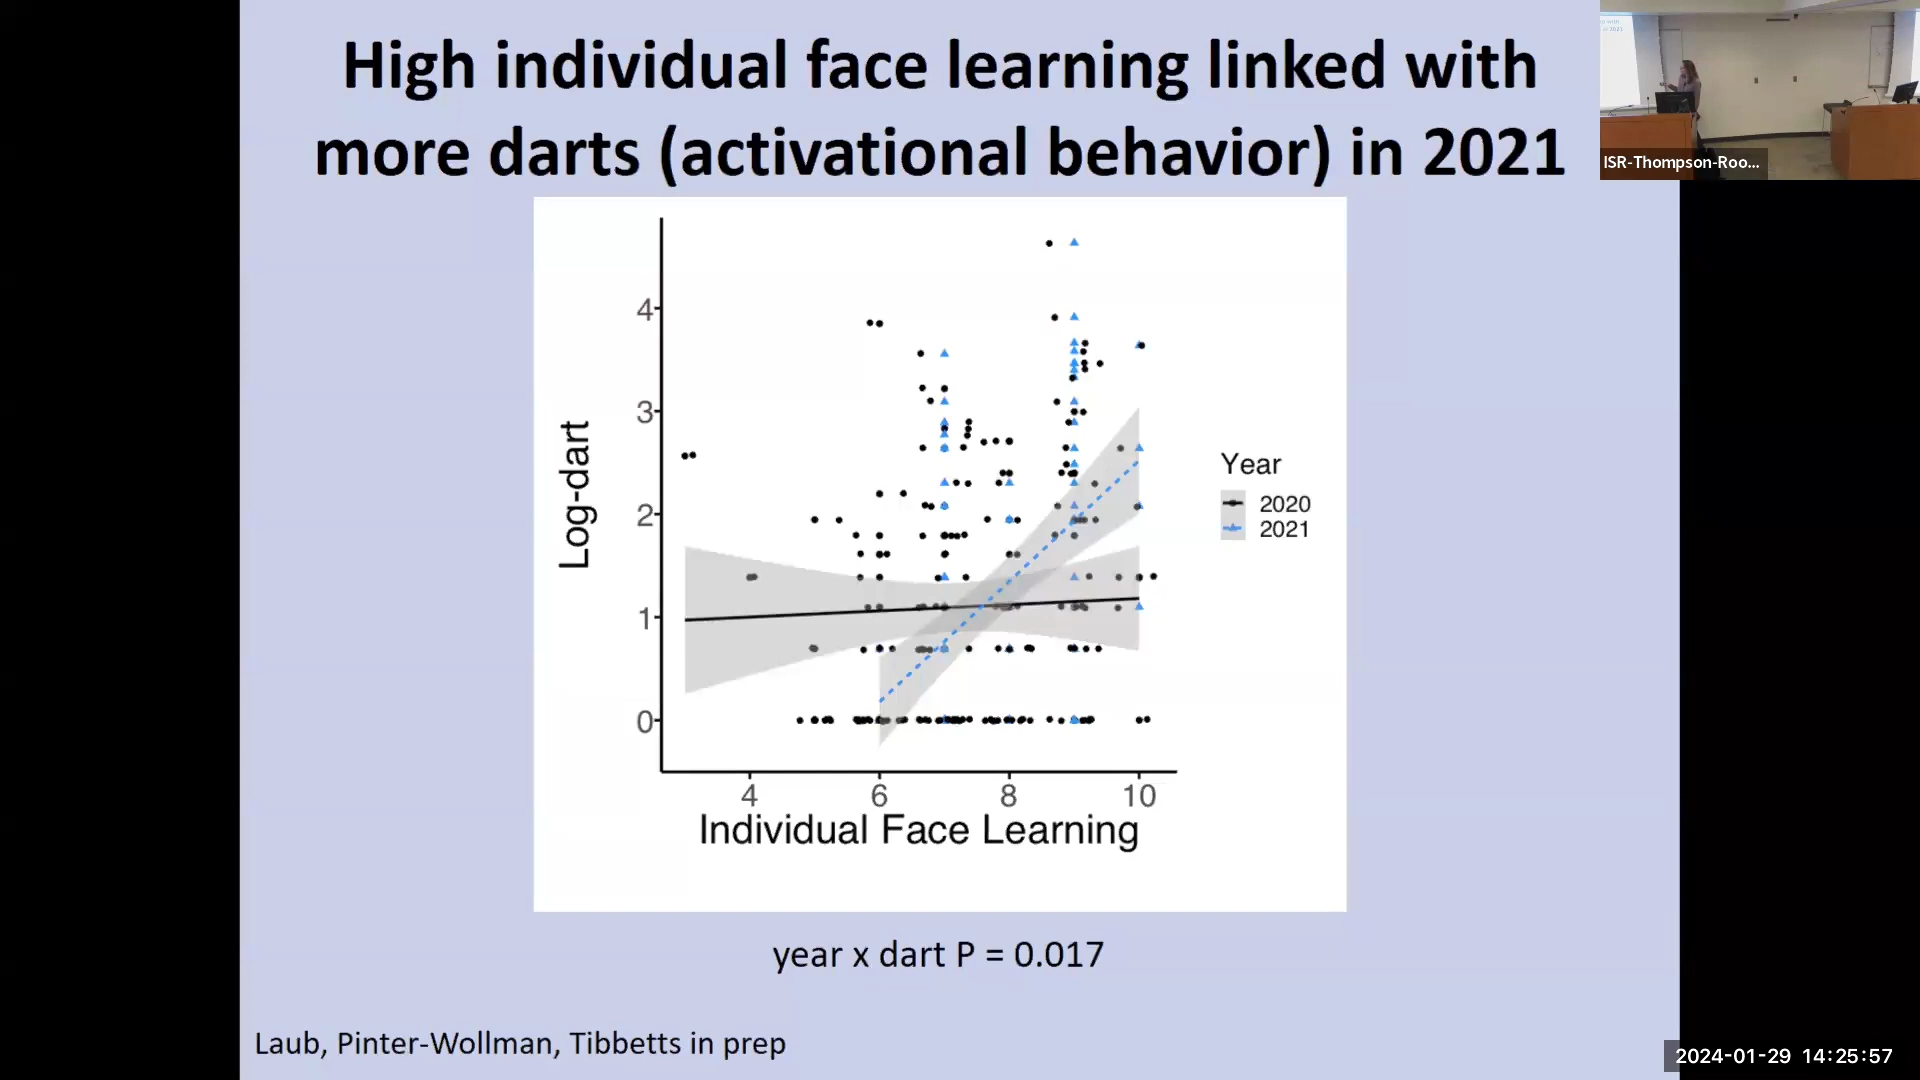 High individual face learning linked with
more darts (activational behavior) in 2021
ISR-Thompson-Roo...
4
3
2
1
0
Log-dart
4 6 8 10
Individual Face Learning
Year
2020
2021
year x dart P = 0.017
Laub, Pinter-Wollman, Tibbetts in prep
2024-01-29 14:25:57